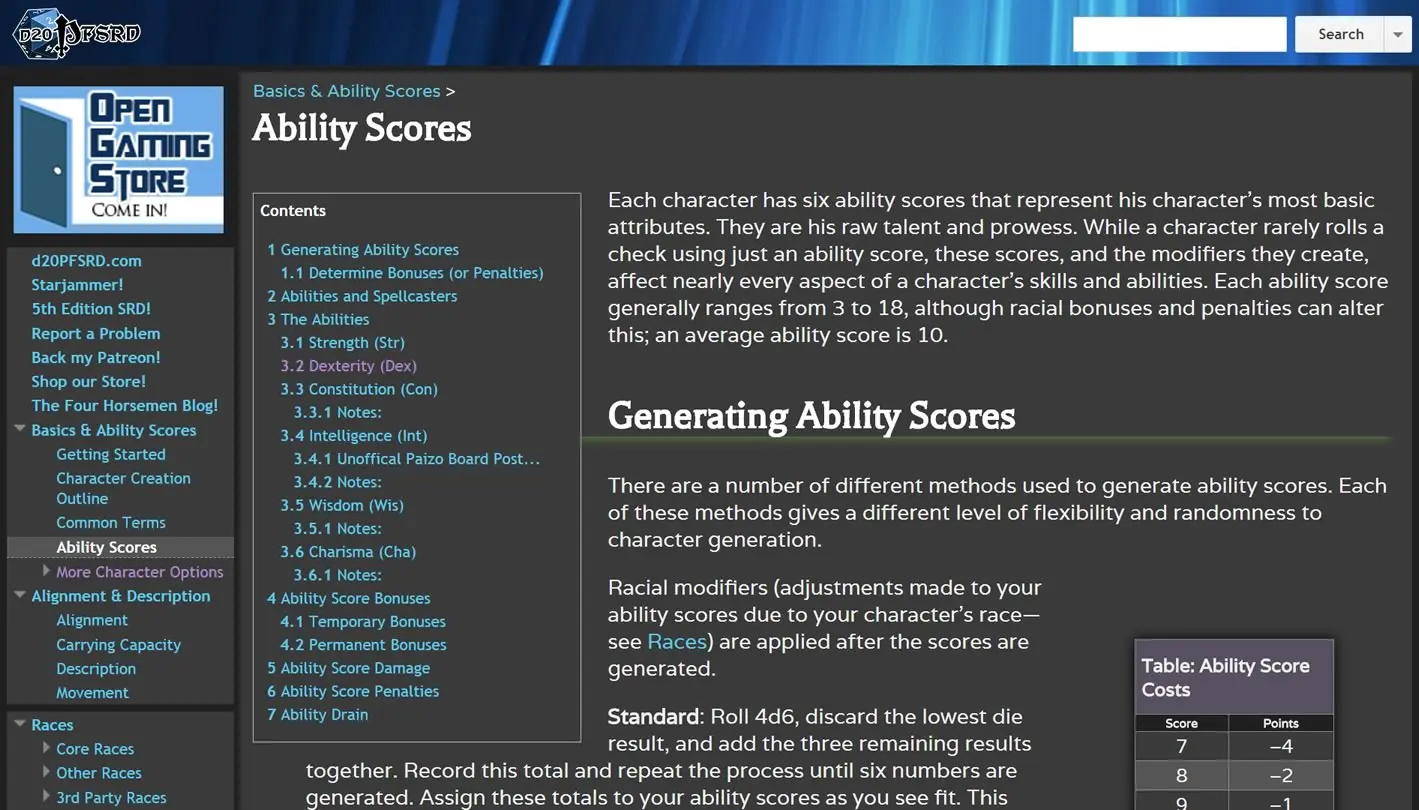 D20PFSRD
Search
OPEN
GAMING
STORE
COME IN!
d20PFSRD.com
Starjammer!
5th Edition SRD!
Report a Problem
Back my Patreon!
Shop our Store!
The Four Horsemen Blog!
Basics & Ability Scores
Getting Started
Character Creation
Outline
Common Terms
Ability Scores
More Character Options
Alignment & Description
Alignment
Carrying Capacity
Description
Movement
Races
Core Races
Other Races
3rd Party Races
Basics & Ability Scores >
Ability Scores
Contents
1 Generating Ability Scores
1.1 Determine Bonuses (or Penalties)
2 Abilities and Spellcasters
3 The Abilities
3.1 Strength (Str)
3.2 Dexterity (Dex)
3.3 Constitution (Con)
3.3.1 Notes:
3.4 Intelligence (Int)
3.4.1 Unoffical Paizo Board Post...
3.4.2 Notes:
3.5 Wisdom (Wis)
3.5.1 Notes:
3.6 Charisma (Cha)
3.6.1 Notes:
4 Ability Score Bonuses
4.1 Temporary Bonuses
4.2 Permanent Bonuses
5 Ability Score Damage
6 Ability Score Penalties
7 Ability Drain
Each character has six ability scores that represent his character's most basic
attributes. They are his raw talent and prowess. While a character rarely rolls a
check using just an ability score, these scores, and the modifiers they create,
affect nearly every aspect of a character's skills and abilities. Each ability score
generally ranges from 3 to 18, although racial bonuses and penalties can alter
this; an average ability score is 10.
Generating Ability Scores
There are a number of different methods used to generate ability scores. Each
of these methods gives a different level of flexibility and randomness to
character generation.
Racial modifiers (adjustments made to your
ability scores due to your character's race—
see Races) are applied after the scores are
generated.
Standard: Roll 4d6, discard the lowest die
result, and add the three remaining results
together. Record this total and repeat the process until six numbers are
generated. Assign these totals to your ability scores as you see fit. This
Table: Ability Score
Costs
Score Points
7 –4
8 –2
9 –1